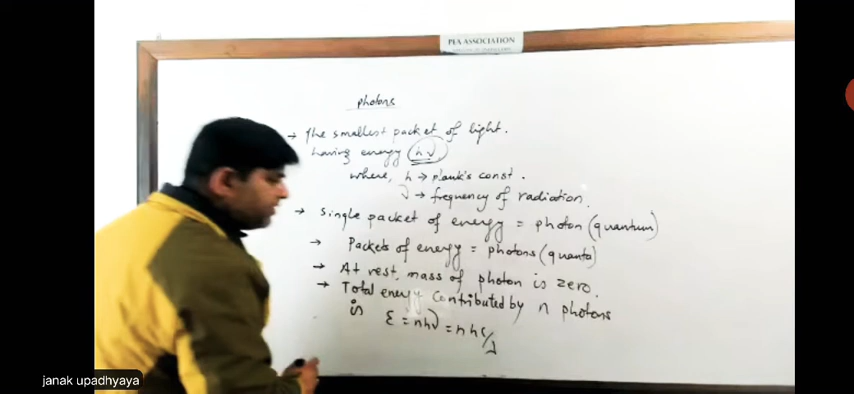 PEA ASSOCIATION
photons
→ The smallest packet of light.
having energy hν
where, h → plank's const.
ν → frequency of radiation.
→ Single packet of energy = photon (quantum)
→ Packets of energy = photons (quanta)
→ At rest, mass of photon is zero.
→ Total energy contributed by n photons
is E = nhν = nhc/λ
janak upadhyaya